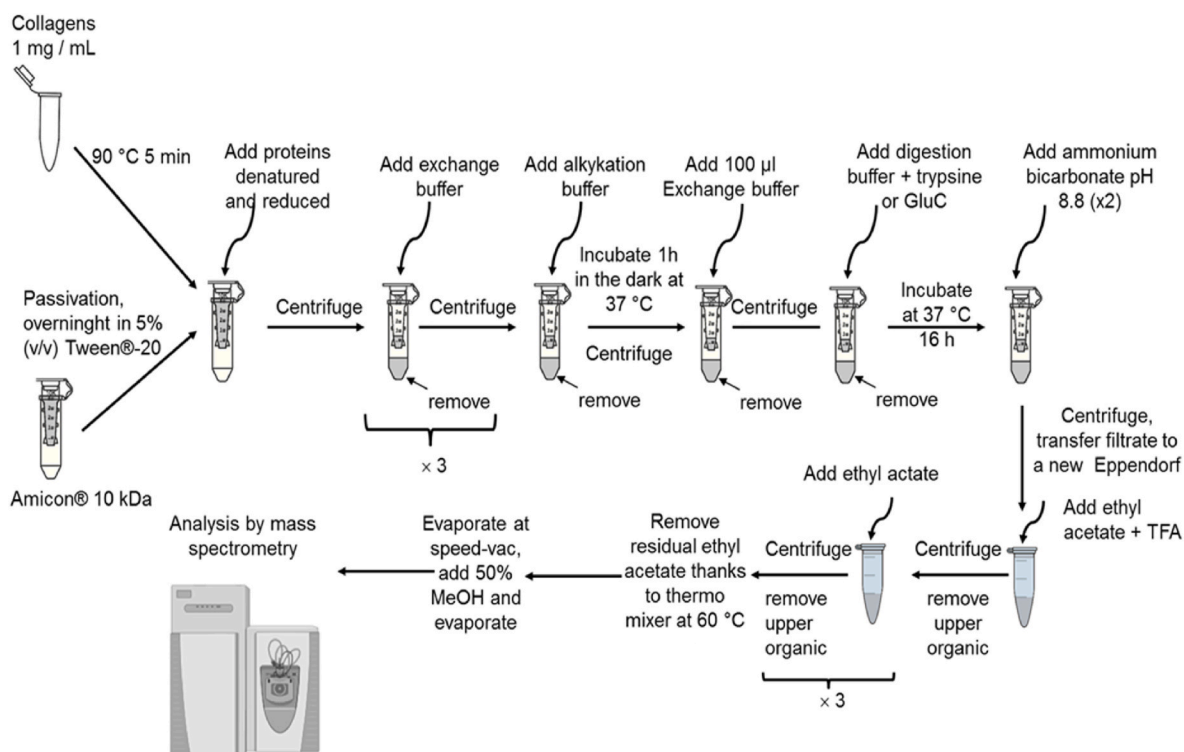 Collagens
1 mg / mL
90 °C 5 min
Passivation,
overninght in 5%
(v/v) Tween®-20
Amicon® 10 kDa
Add proteins
denatured
and reduced
Centrifuge
Add exchange
buffer
remove
× 3
Centrifuge
Add alkykation
buffer
remove
Incubate 1h
in the dark at
37 °C
Centrifuge
Add 100 µl
Exchange buffer
remove
Centrifuge
Add digestion
buffer + trypsine
or GluC
remove
Incubate
at 37 °C
16 h
Add ammonium
bicarbonate pH
8.8 (x2)
Centrifuge,
transfer filtrate to
a new Eppendorf
Add ethyl
acetate + TFA
Centrifuge
remove
upper
organic
Add ethyl actate
Centrifuge
remove
upper
organic
× 3
Remove
residual ethyl
acetate thanks
to thermo
mixer at 60 °C
Evaporate at
speed-vac,
add 50%
MeOH and
evaporate
Analysis by mass
spectrometry